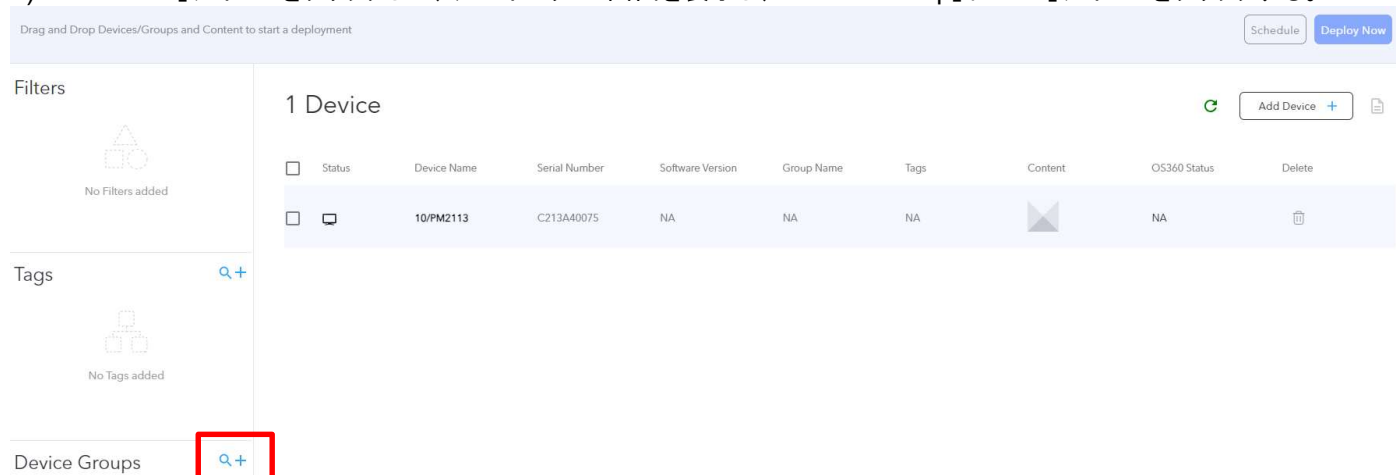 Drag and Drop Devices/Groups and Content to start a deployment
Schedule
Deploy Now
Filters
No Filters added
1 Device
Add Device +
Status Device Name Serial Number Software Version Group Name Tags Content OS360 Status Delete
10/PM2113 C213A40075 NA NA NA NA
Tags
No Tags added
Device Groups